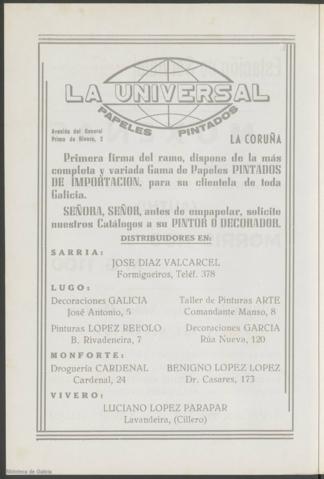 LA UNIVERSAL
PAPELES PINTADOS
Avenida del General
Primo de Rivera, 2
LA CORUÑA
Primera firma del ramo, dispone de la más
completa y variada Gama de Papeles PINTADOS
DE IMPORTACION, para su clientela de toda
Galicia.
SEÑORA, SEÑOR, antes de empapelar, solicite
nuestros Catálogos a su PINTOR O DECORADOR.
DISTRIBUIDORES EN:
SARRIA:
JOSE DIAZ VALCARCEL
Formigueiros, Teléf. 378
LUGO:
Decoraciones GALICIA
José Antonio, 5
Taller de Pinturas ARTE
Comandante Manso, 8
Pinturas LOPEZ REBOLO
B. Rivadeneira, 7
Decoraciones GARCIA
Rúa Nueva, 120
MONFORTE:
Droguería CARDENAL
Cardenal, 24
BENIGNO LOPEZ LOPEZ
Dr. Casares, 173
VIVERO:
LUCIANO LOPEZ PARAPAR
Lavandeira, (Cillero)
Biblioteca de Galicia